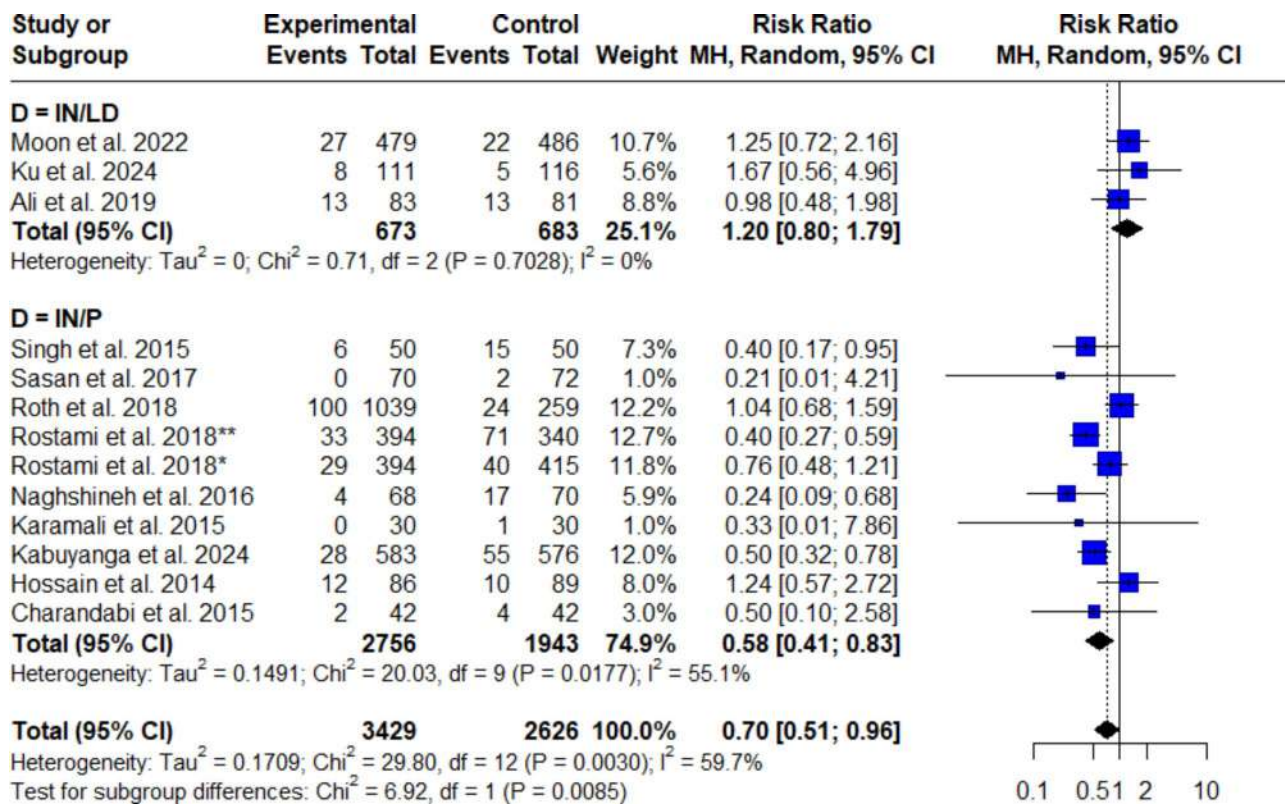 Study or Experimental Control Risk Ratio Risk Ratio
Subgroup Events Total Events Total Weight MH, Random, 95% CI MH, Random, 95% CI
D = IN/LD
Moon et al. 2022 27 479 22 486 10.7% 1.25 [0.72; 2.16]
Ku et al. 2024 8 111 5 116 5.6% 1.67 [0.56; 4.96]
Ali et al. 2019 13 83 13 81 8.8% 0.98 [0.48; 1.98]
Total (95% CI) 673 683 25.1% 1.20 [0.80; 1.79]
Heterogeneity: Tau² = 0; Chi² = 0.71, df = 2 (P = 0.7028); I² = 0%
D = IN/P
Singh et al. 2015 6 50 15 50 7.3% 0.40 [0.17; 0.95]
Sasan et al. 2017 0 70 2 72 1.0% 0.21 [0.01; 4.21]
Roth et al. 2018 100 1039 24 259 12.2% 1.04 [0.68; 1.59]
Rostami et al. 2018** 33 394 71 340 12.7% 0.40 [0.27; 0.59]
Rostami et al. 2018* 29 394 40 415 11.8% 0.76 [0.48; 1.21]
Naghshineh et al. 2016 4 68 17 70 5.9% 0.24 [0.09; 0.68]
Karamali et al. 2015 0 30 1 30 1.0% 0.33 [0.01; 7.86]
Kabuyanga et al. 2024 28 583 55 576 12.0% 0.50 [0.32; 0.78]
Hossain et al. 2014 12 86 10 89 8.0% 1.24 [0.57; 2.72]
Charandabi et al. 2015 2 42 4 42 3.0% 0.50 [0.10; 2.58]
Total (95% CI) 2756 1943 74.9% 0.58 [0.41; 0.83]
Heterogeneity: Tau² = 0.1491; Chi² = 20.03, df = 9 (P = 0.0177); I² = 55.1%
Total (95% CI) 3429 2626 100.0% 0.70 [0.51; 0.96]
Heterogeneity: Tau² = 0.1709; Chi² = 29.80, df = 12 (P = 0.0030); I² = 59.7%
Test for subgroup differences: Chi² = 6.92, df = 1 (P = 0.0085) 0.1 0.5 1 2 10